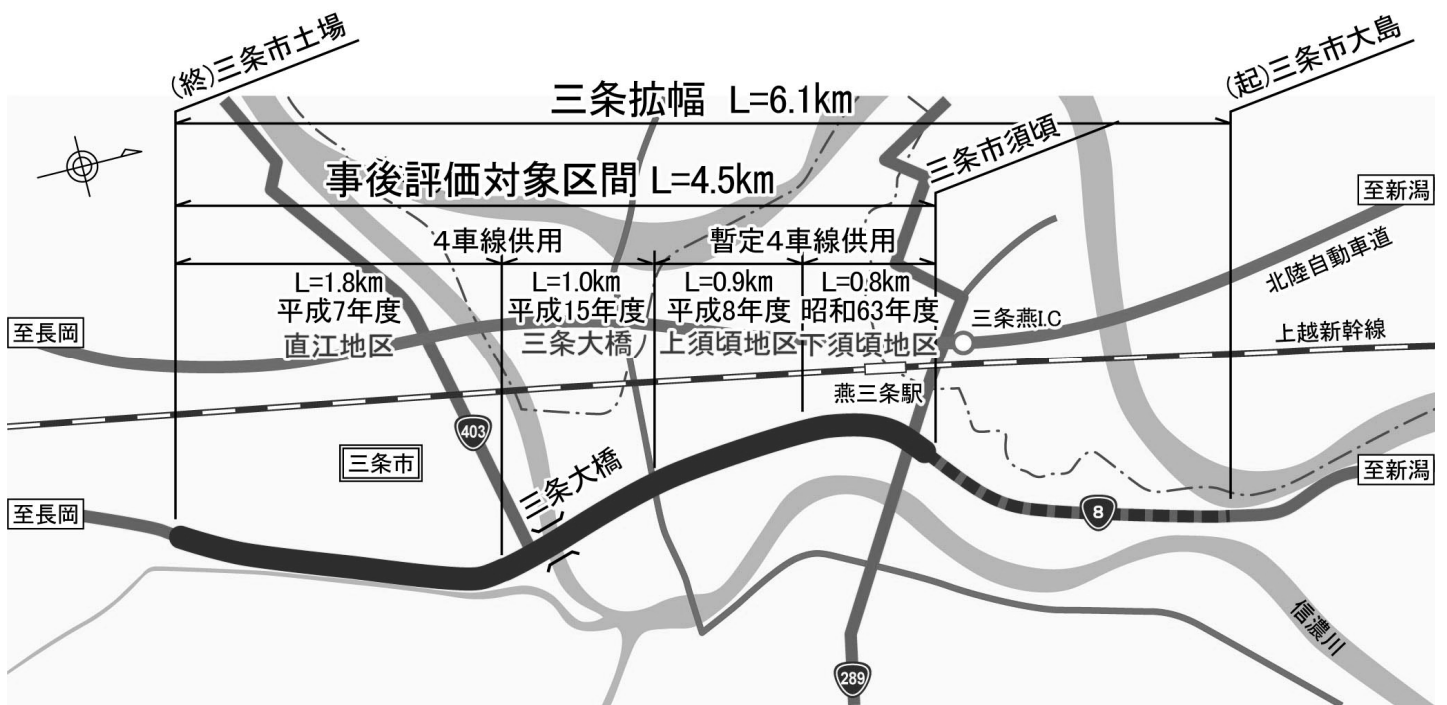 (終)三条市土場
(起)三条市大島
三条拡幅 L=6.1km
三条市須頃
事後評価対象区間 L=4.5km
至新潟
4車線供用
暫定4車線供用
L=1.8km
平成7年度
直江地区
L=1.0km
平成15年度
三条大橋
L=0.9km
平成8年度
上須頃地区
L=0.8km
昭和63年度
下須頃地区
北陸自動車道
三条燕I.C
至長岡
上越新幹線
燕三条駅
403
三条市
三条大橋
至新潟
至長岡
8
信濃川
289